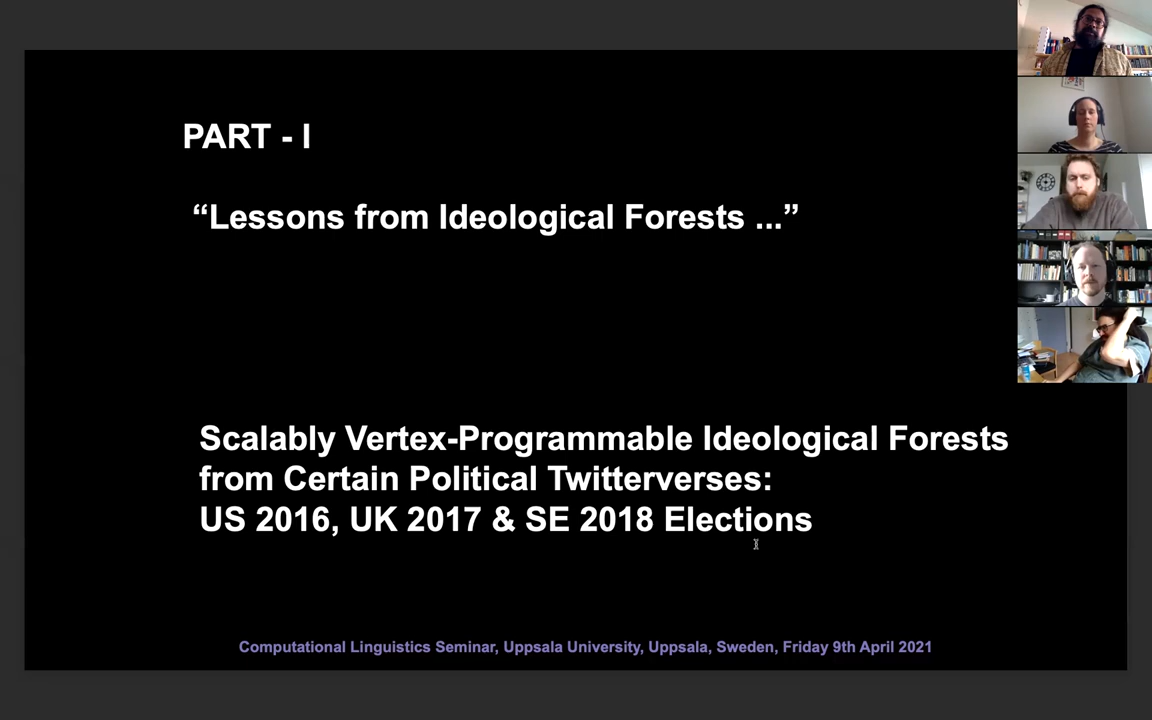 PART - I
“Lessons from Ideological Forests ...”
Scalably Vertex-Programmable Ideological Forests
from Certain Political Twitterverses:
US 2016, UK 2017 & SE 2018 Elections
Computational Linguistics Seminar, Uppsala University, Uppsala, Sweden, Friday 9th April 2021